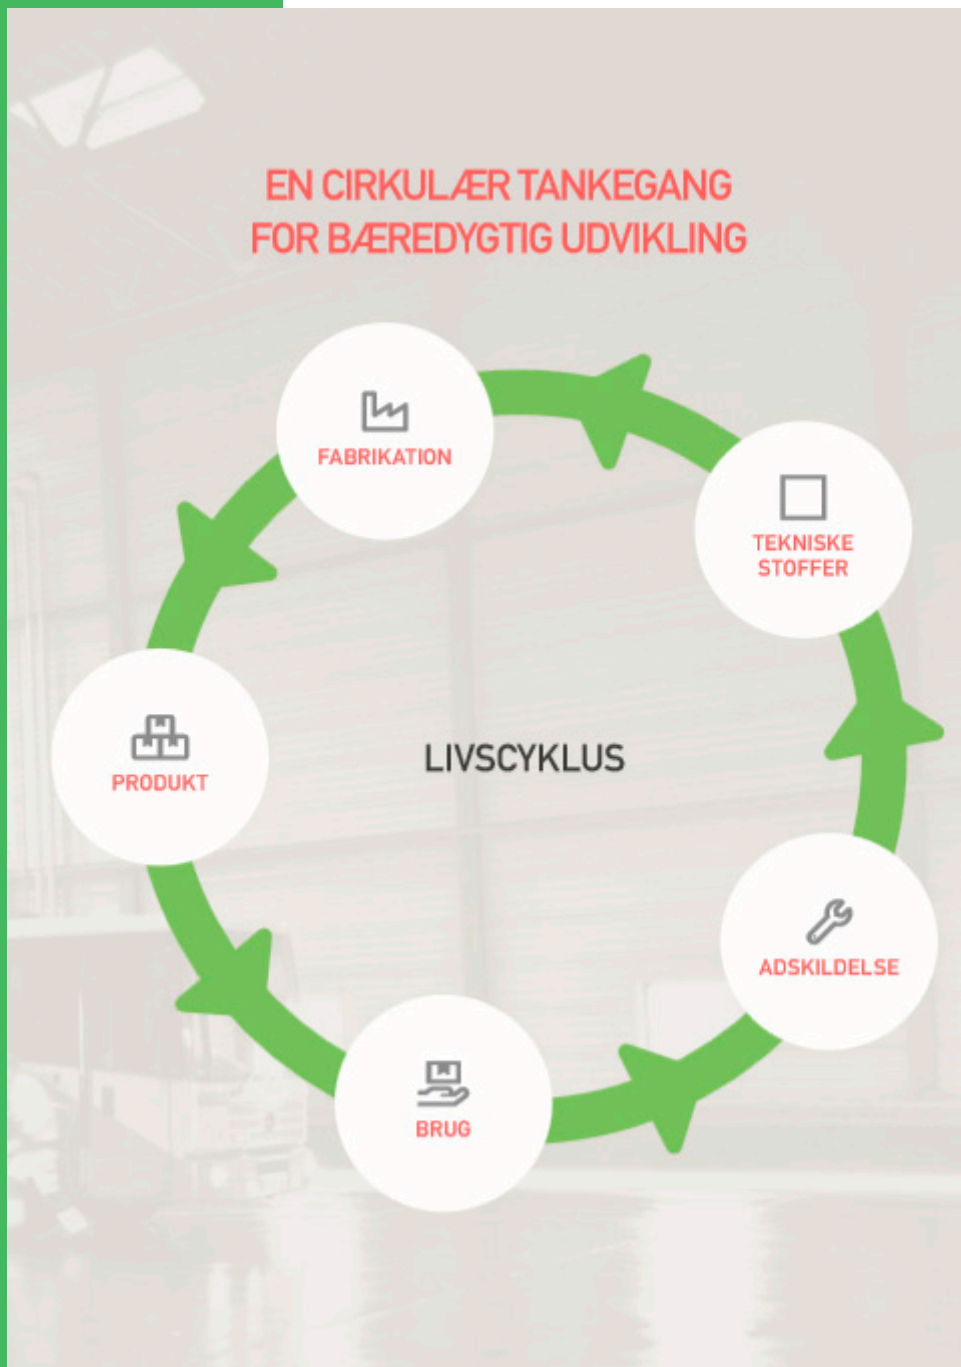 EN CIRKULÆR TANKEGANG
FOR BÆREDYGTIG UDVIKLING
FABRIKATION
TEKNISKE
STOFFER
PRODUKT
LIVSCYKLUS
ADSKILDELSE
BRUG